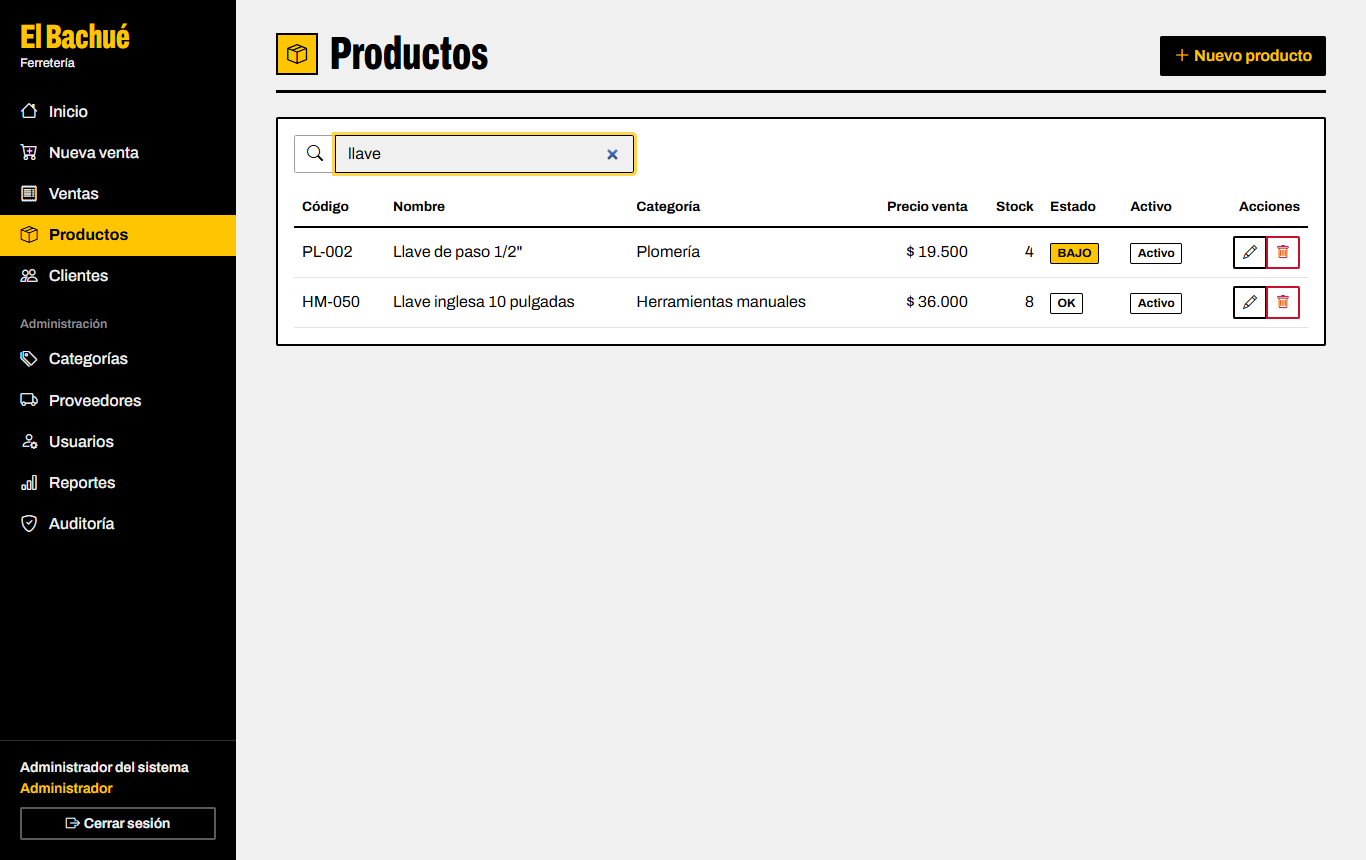 El Bachué
Ferretería
Inicio
Nueva venta
Ventas
Productos
Clientes
Administración
Categorías
Proveedores
Usuarios
Reportes
Auditoría
Administrador del sistema
Administrador
Cerrar sesión
Productos
Nuevo producto
llave
Código Nombre Categoría Precio venta Stock Estado Activo Acciones
PL-002 Llave de paso 1/2" Plomería $ 19.500 4 BAJO Activo
HM-050 Llave inglesa 10 pulgadas Herramientas manuales $ 36.000 8 OK Activo